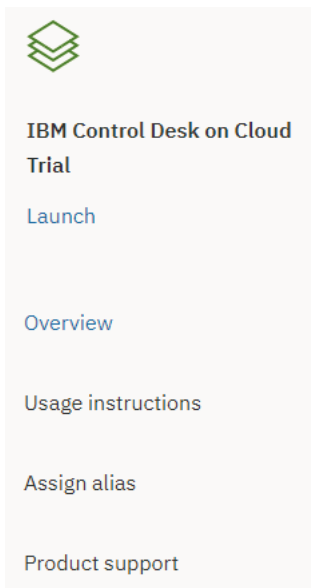 IBM Control Desk on Cloud
Trial
Launch
Overview
Usage instructions
Assign alias
Product support